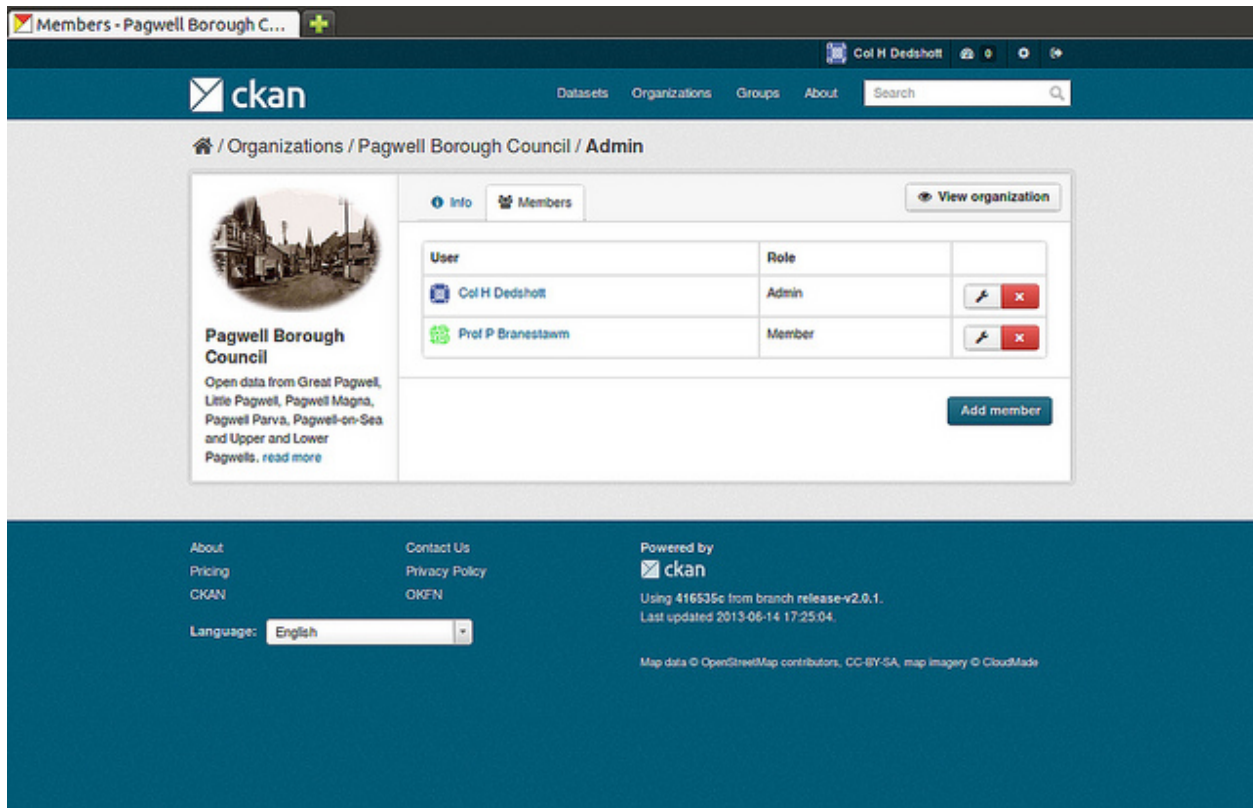 Members - Pagwell Borough C...
Col H Dedshott 0
ckan
Datasets Organizations Groups About Search
/ Organizations / Pagwell Borough Council / Admin
Info Members View organization
User Role
Col H Dedshott Admin
Prof P Branestawm Member
Add member
Pagwell Borough
Council
Open data from Great Pagwell,
Little Pagwell, Pagwell Magna,
Pagwell Parva, Pagwell-on-Sea
and Upper and Lower
Pagwells. read more
About Contact Us Powered by
Pricing Privacy Policy ckan
CKAN OKFN
Using 416535c from branch release-v2.0.1.
Last updated 2013-06-14 17:25:04.
Language: English
Map data © OpenStreetMap contributors, CC-BY-SA, map imagery © CloudMade